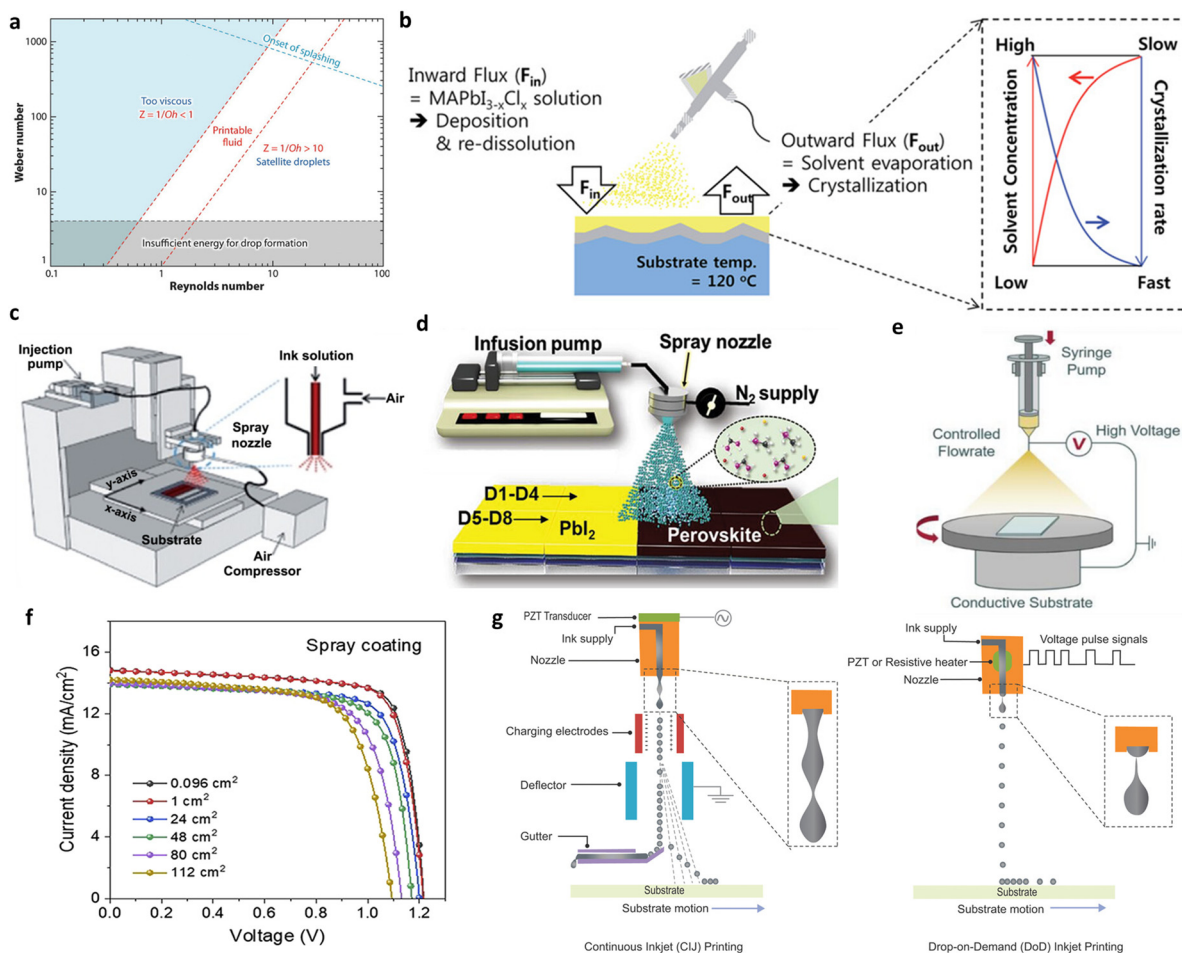 a
1000
100
10
1
Weber number
0.1
1
10
100
Reynolds number
Onset of splashing
Too viscous
Z = 1/Oh < 1
Printable
fluid
Z = 1/Oh > 10
Satellite droplets
Insufficient energy for drop formation
b
Inward Flux (Fin)
= MAPbI3-xClx solution
➔ Deposition
& re-dissolution
Fin
Fout
Outward Flux (Fout)
= Solvent evaporation
➔ Crystallization
Substrate temp.
= 120 °C
High
Slow
Solvent Concentration
Crystallization rate
Low
Fast
c
Injection
pump
Ink solution
Air
Spray
nozzle
y-axis
x-axis
Substrate
Air
Compressor
d
Infusion pump
Spray nozzle
N2 supply
D1-D4
D5-D8
PbI2
Perovskite
e
Syringe
Pump
Controlled
Flowrate
V
High Voltage
Conductive Substrate
f
Spray coating
16
12
8
4
0
Current density (mA/cm2)
0.096 cm2
1 cm2
24 cm2
48 cm2
80 cm2
112 cm2
0.0
0.2
0.4
0.6
0.8
1.0
1.2
Voltage (V)
g
PZT Transducer
Ink supply
Nozzle
Charging electrodes
Deflector
Gutter
Substrate
Substrate motion
Continuous Inkjet (CIJ) Printing
Ink supply
PZT or Resistive heater
Nozzle
Voltage pulse signals
Substrate
Substrate motion
Drop-on-Demand (DoD) Inkjet Printing